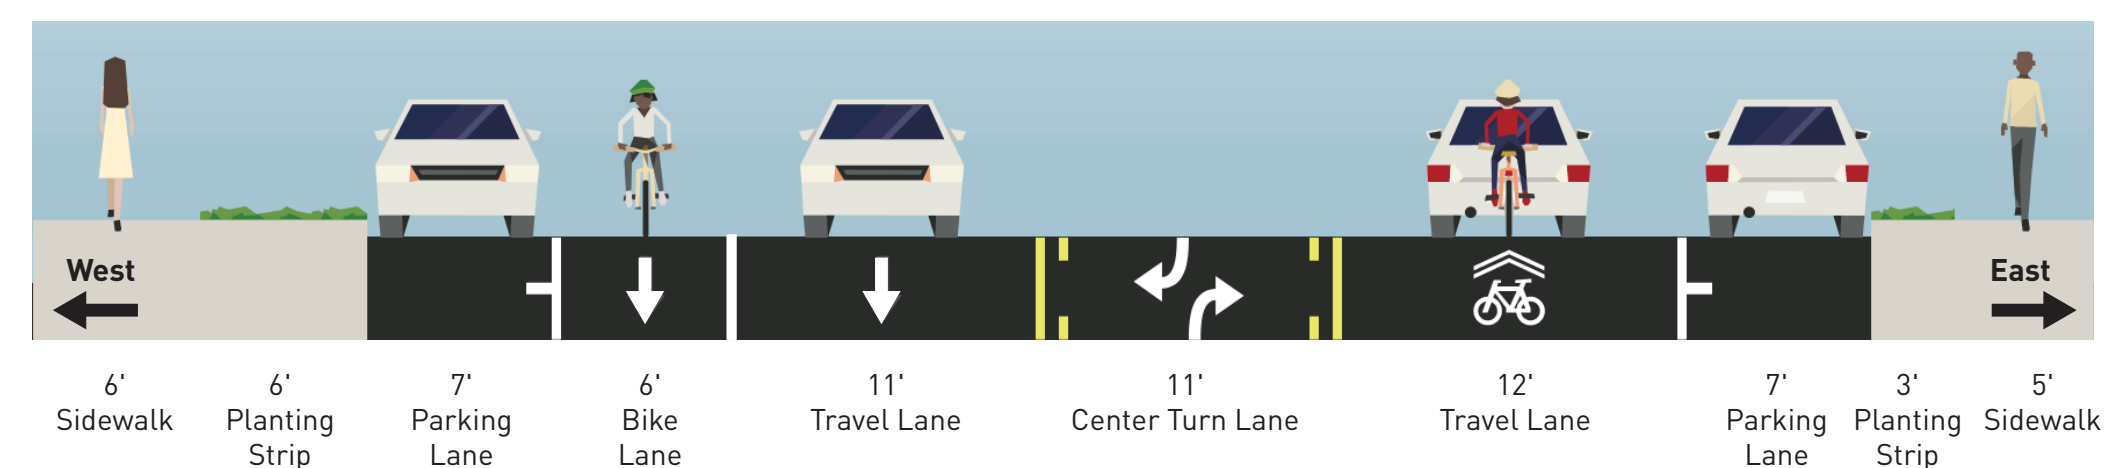 West
East
6'
Sidewalk
6'
Planting
Strip
7'
Parking
Lane
6'
Bike
Lane
11'
Travel Lane
11'
Center Turn Lane
12'
Travel Lane
7'
Parking
Lane
3'
Planting
Strip
5'
Sidewalk